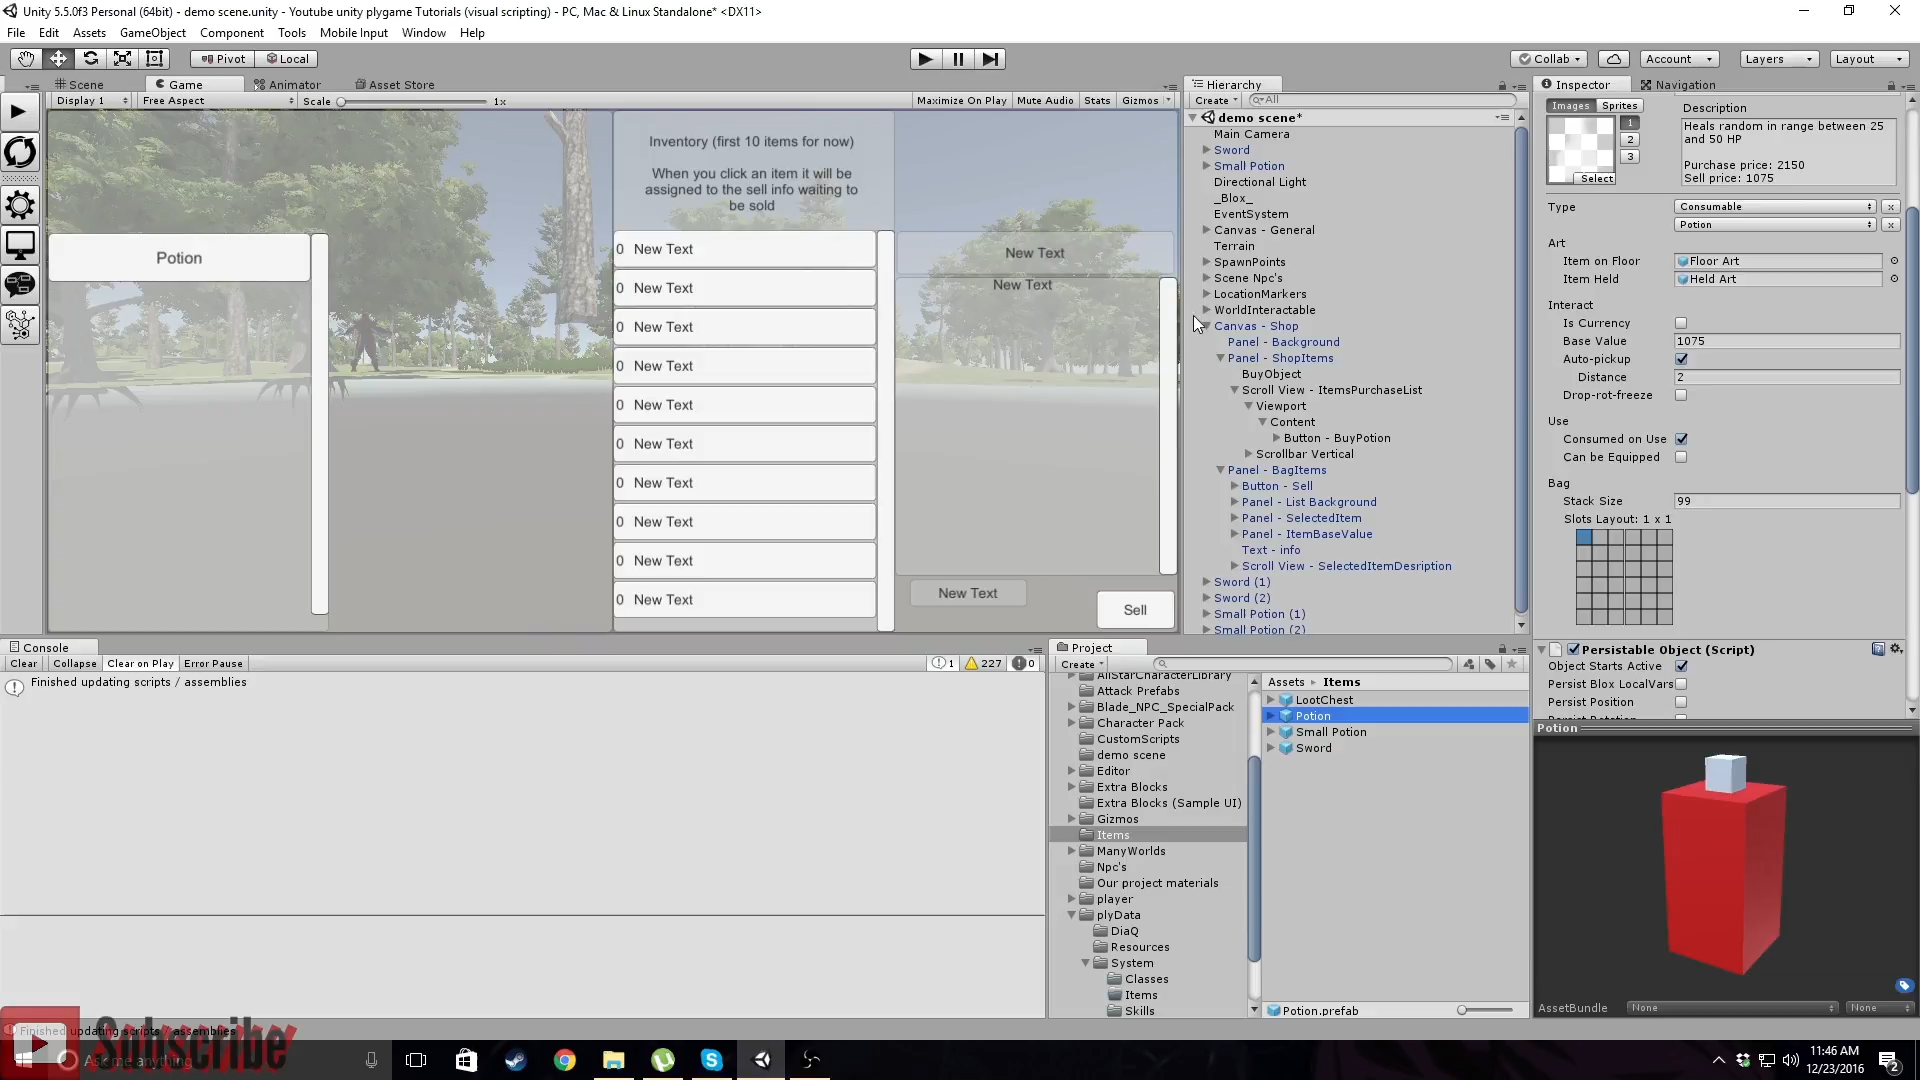 Unity 5.5.0f3 Personal (64bit) - demo scene.unity - Youtube unity plygame Tutorials (visual scripting) - PC, Mac & Linux Standalone* <DX11>
File Edit Assets GameObject Component Tools Mobile Input Window Help
Pivot Local
Collab Account Layers Layout
Scene Game Animator Asset Store
Display 1 Free Aspect Scale 1x Maximize On Play Mute Audio Stats Gizmos
Inventory (first 10 items for now)
When you click an item it will be
assigned to the sell info waiting to
be sold
Potion
0 New Text
0 New Text
0 New Text
0 New Text
0 New Text
0 New Text
0 New Text
0 New Text
0 New Text
0 New Text
New Text
New Text
New Text
Sell
Hierarchy
Create All
demo scene*
Main Camera
Sword
Small Potion
Directional Light
_Blox_
EventSystem
Canvas - General
Terrain
SpawnPoints
Scene Npc's
LocationMarkers
WorldInteractable
Canvas - Shop
Panel - Background
Panel - ShopItems
BuyObject
Scroll View - ItemsPurchaseList
Viewport
Content
Button - BuyPotion
Scrollbar Vertical
Panel - BagItems
Button - Sell
Panel - List Background
Panel - SelectedItem
Panel - ItemBaseValue
Text - info
Scroll View - SelectedItemDesription
Sword (1)
Sword (2)
Small Potion (1)
Small Potion (2)
Inspector Navigation
Images Sprites
1
2
3
Select
Description
Heals random in range between 25
and 50 HP
Purchase price: 2150
Sell price: 1075
Type Consumable x
Potion x
Art
Item on Floor Floor Art
Item Held Held Art
Interact
Is Currency
Base Value 1075
Auto-pickup
Distance 2
Drop-rot-freeze
Use
Consumed on Use
Can be Equipped
Bag
Stack Size 99
Slots Layout: 1 x 1
Persistable Object (Script)
Object Starts Active
Persist Blox LocalVars
Persist Position
Potion
AssetBundle None None
Console
Clear Collapse Clear on Play Error Pause 1 227 0
Finished updating scripts / assemblies
Project
Create
AllStarCharacterLibrary
Attack Prefabs
Blade_NPC_SpecialPack
Character Pack
CustomScripts
demo scene
Editor
Extra Blocks
Extra Blocks (Sample UI)
Gizmos
Items
ManyWorlds
Npc's
Our project materials
player
plyData
DiaQ
Resources
System
Classes
Items
Skills
Assets Items
LootChest
Potion
Small Potion
Sword
Potion.prefab
Finished updating scripts / assemblies
Subscribe
Ask me anything
11:46 AM
12/23/2016
2